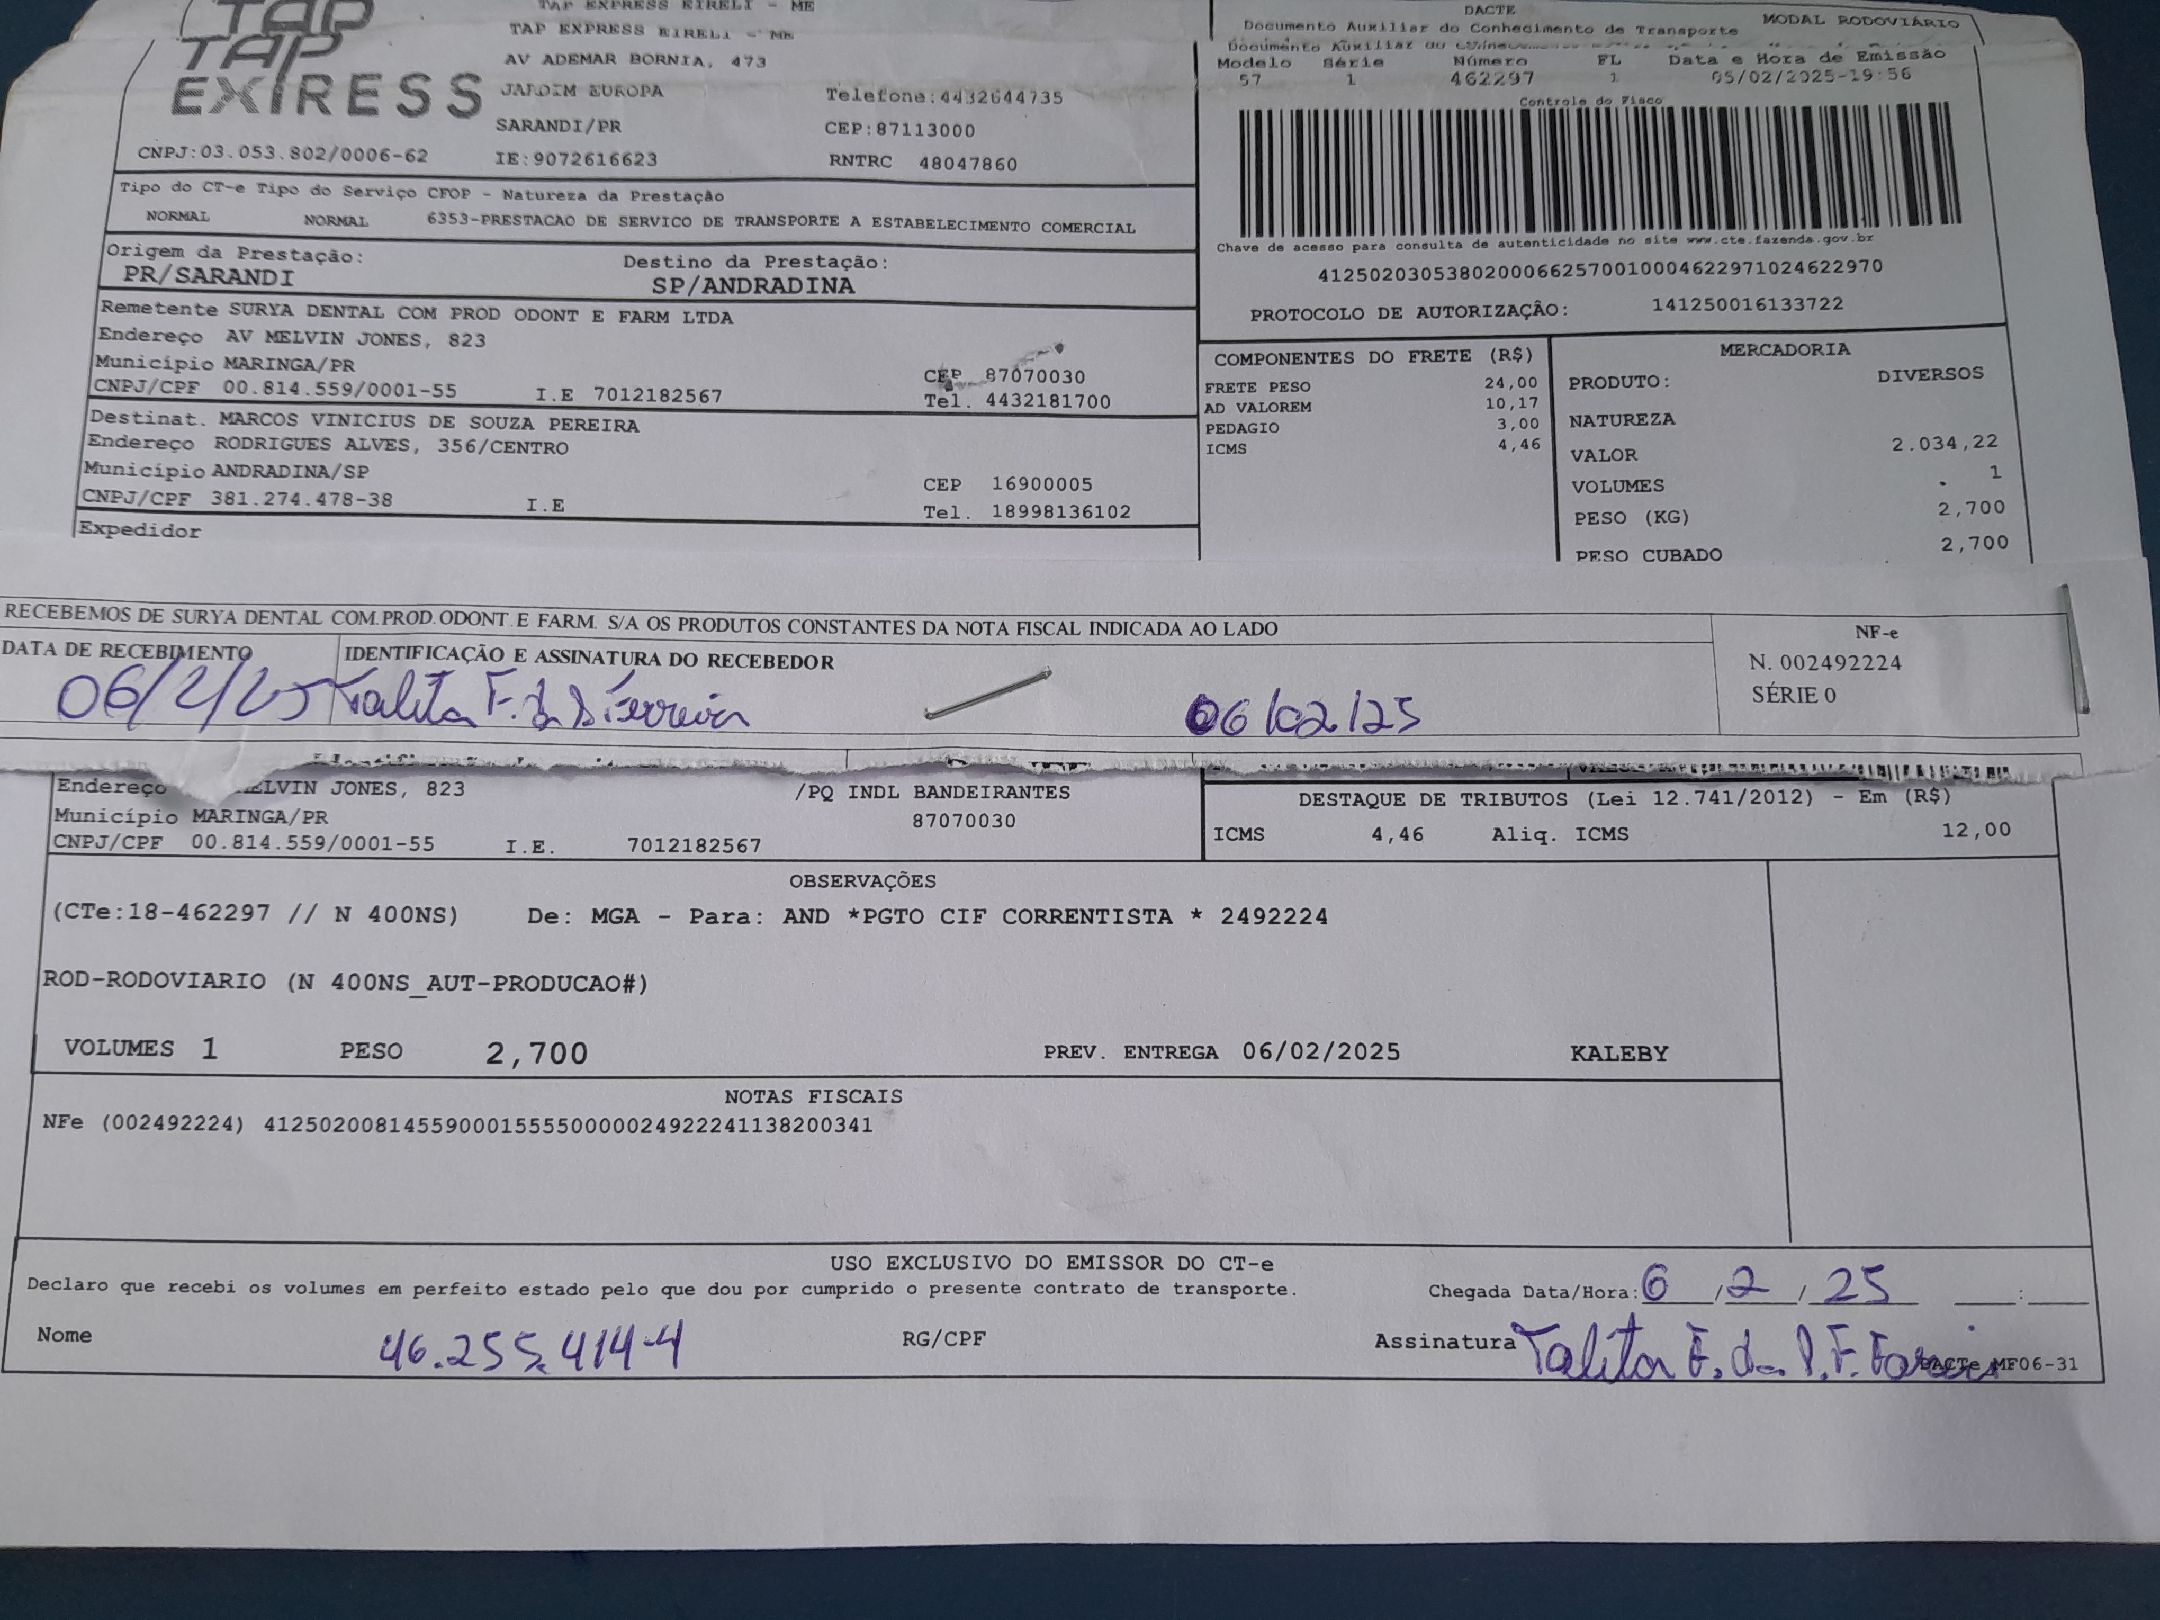 TAP
TAP EXPRESS EIRELI - ME
TAP
EXPRESS
TAP EXPRESS EIRELI - ME
AV ADEMAR BORNIA, 473
JARDIM EUROPA
Telefone:4432644735
SARANDI/PR
CEP:87113000
CNPJ:03.053.802/0006-62
IE:9072616623
RNTRC 48047860
DACTE
MODAL RODOVIÁRIO
Documento Auxiliar do Conhecimento de Transporte
Documento Auxiliar do
Modelo Série Número FL Data e Hora de Emissão
57 1 462297 1 05/02/2025-19:56
Controle do Fisco
Chave de acesso para consulta de autenticidade no site www.cte.fazenda.gov.br
41250203053802000662570010004622971024622970
PROTOCOLO DE AUTORIZAÇÃO: 141250016133722
Tipo do CT-e Tipo do Serviço CFOP - Natureza da Prestação
NORMAL NORMAL 6353-PRESTACAO DE SERVICO DE TRANSPORTE A ESTABELECIMENTO COMERCIAL
Origem da Prestação: Destino da Prestação:
PR/SARANDI SP/ANDRADINA
Remetente SURYA DENTAL COM PROD ODONT E FARM LTDA
Endereço AV MELVIN JONES, 823
Município MARINGA/PR CEP 87070030
CNPJ/CPF 00.814.559/0001-55 I.E 7012182567 Tel. 4432181700
Destinat. MARCOS VINICIUS DE SOUZA PEREIRA
Endereço RODRIGUES ALVES, 356/CENTRO
Município ANDRADINA/SP CEP 16900005
CNPJ/CPF 381.274.478-38 I.E Tel. 18998136102
Expedidor
COMPONENTES DO FRETE (R$)
FRETE PESO 24,00
AD VALOREM 10,17
PEDAGIO 3,00
ICMS 4,46
MERCADORIA
PRODUTO: DIVERSOS
NATUREZA
VALOR 2.034,22
VOLUMES 1
PESO (KG) 2,700
PESO CUBADO 2,700
RECEBEMOS DE SURYA DENTAL COM.PROD.ODONT.E FARM. S/A OS PRODUTOS CONSTANTES DA NOTA FISCAL INDICADA AO LADO
DATA DE RECEBIMENTO IDENTIFICAÇÃO E ASSINATURA DO RECEBEDOR
06/2/25 Talita F. da 06/02/25
NF-e
N. 002492224
SÉRIE 0
Endereço MELVIN JONES, 823 /PQ INDL BANDEIRANTES
Município MARINGA/PR 87070030
CNPJ/CPF 00.814.559/0001-55 I.E. 7012182567
DESTAQUE DE TRIBUTOS (Lei 12.741/2012) - Em (R$)
ICMS 4,46 Aliq. ICMS 12,00
OBSERVAÇÕES
(CTe:18-462297 // N 400NS) De: MGA - Para: AND *PGTO CIF CORRENTISTA * 2492224
ROD-RODOVIARIO (N 400NS_AUT-PRODUCAO#)
VOLUMES 1 PESO 2,700 PREV. ENTREGA 06/02/2025 KALEBY
NOTAS FISCAIS
NFe (002492224) 41250200814559000155550000024922241138200341
USO EXCLUSIVO DO EMISSOR DO CT-e
Declaro que recebi os volumes em perfeito estado pelo que dou por cumprido o presente contrato de transporte. Chegada Data/Hora: 6/2/25 :
Nome 46.255.414-4 RG/CPF Assinatura Talita F. da
DACTe MF06-31